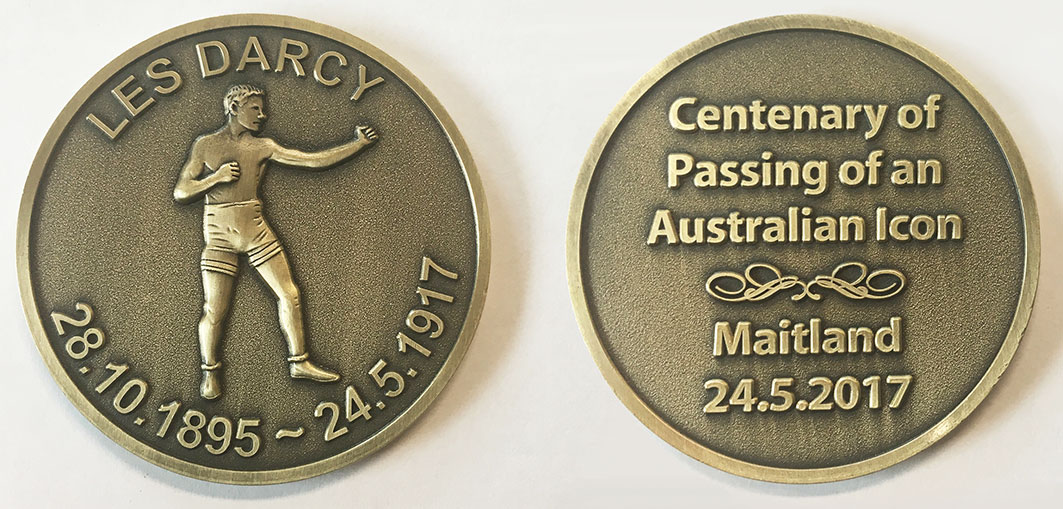 LES DARCY
28.10.1895 ~ 24.5.1917
Centenary of
Passing of an
Australian Icon
Maitland
24.5.2017